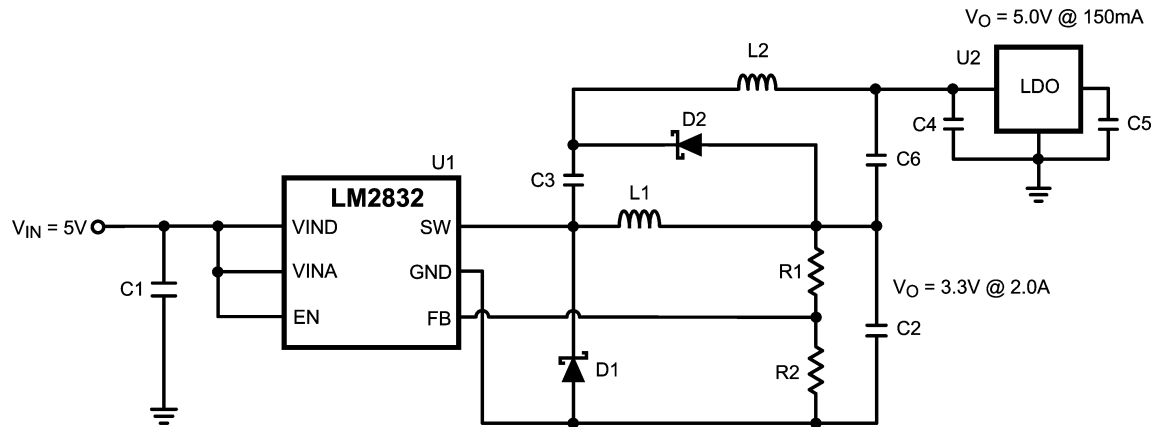 V_O = 5.0V @ 150mA
U2
L2
LDO
D2
C4
C5
U1
C3
C6
LM2832
L1
V_IN = 5V
VIND
SW
VINA
GND
R1
C1
V_O = 3.3V @ 2.0A
EN
FB
C2
D1
R2